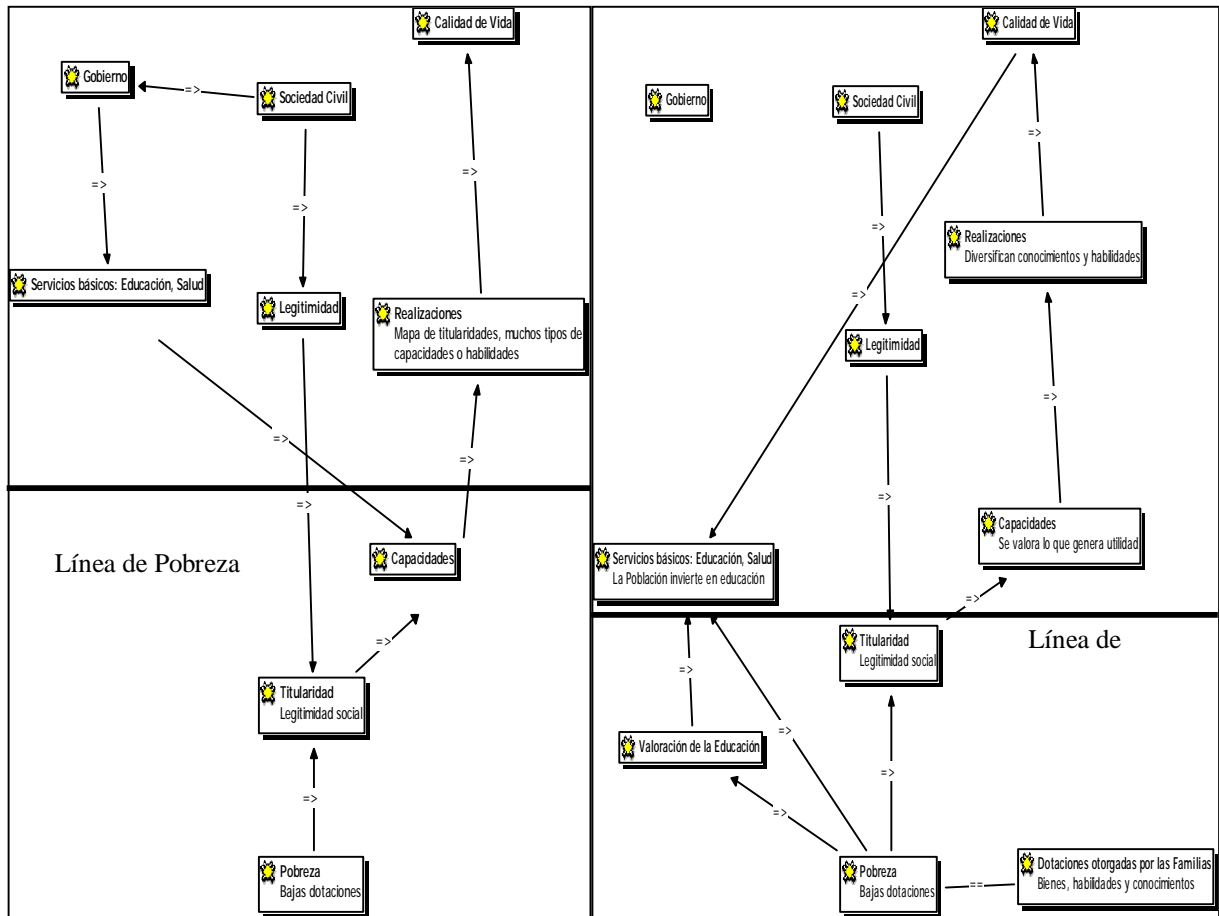 Calidad de Vida
Gobierno
=>
Sociedad Civil
=>
=>
=>
Servicios básicos: Educación, Salud
Legitimidad
Realizaciones
Mapa de titularidades, muchos tipos de
capacidades o habilidades
=>
=>
=>
Línea de Pobreza
Capacidades
=>
Titularidad
Legitimidad social
=>
Pobreza
Bajas dotaciones
Calidad de Vida
Gobierno
Sociedad Civil
=>
=>
Realizaciones
Diversifican conocimientos y habilidades
=>
Legitimidad
=>
=>
Capacidades
Se valora lo que genera utilidad
Servicios básicos: Educación, Salud
La Población invierte en educación
=>
Línea de
Titularidad
Legitimidad social
=>
Valoración de la Educación
=>
=>
=>
Pobreza
Bajas dotaciones
==
Dotaciones otorgadas por las Familias
Bienes, habilidades y conocimientos